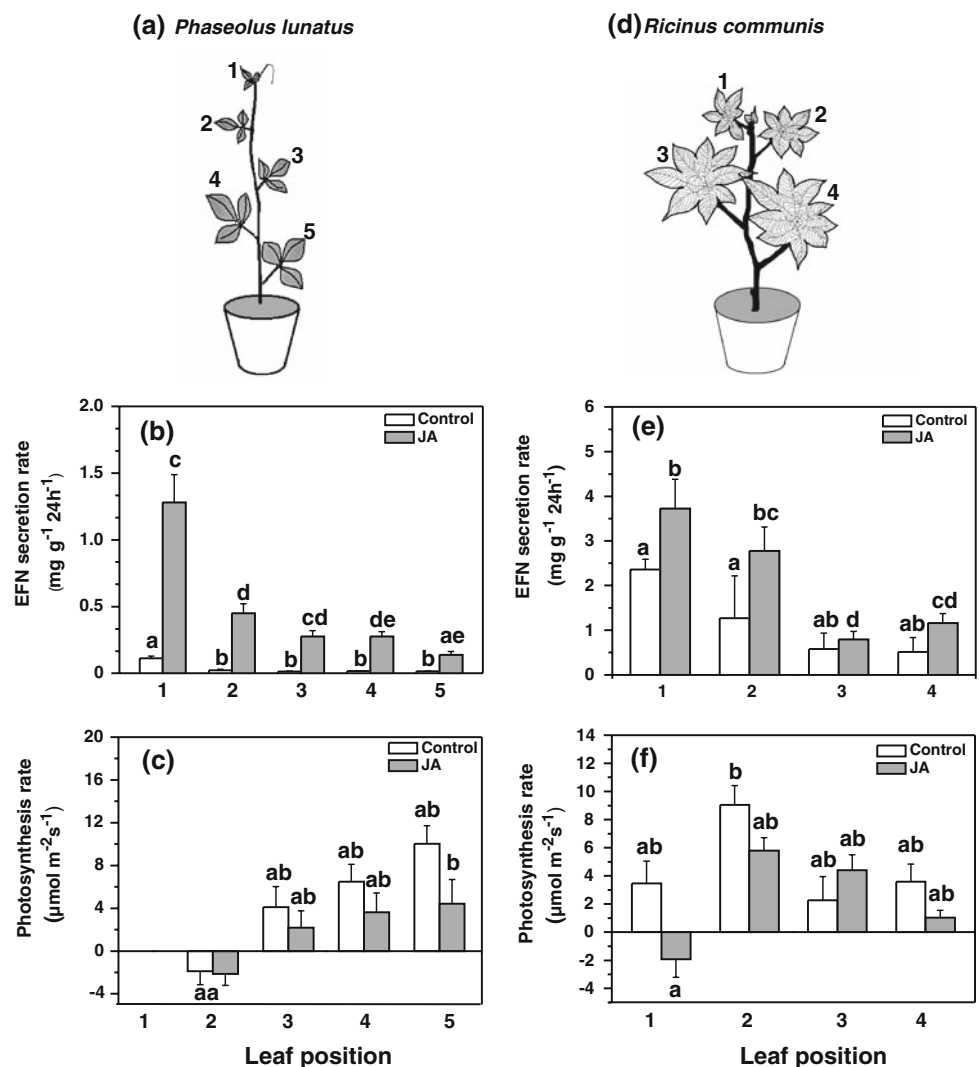 (a) Phaseolus lunatus
1
2
3
4
5
(d) Ricinus communis
1
2
3
4
(b)
Control
JA
EFN secretion rate
(mg g⁻¹ 24h⁻¹)
2.0
1.5
1.0
0.5
0
a c b d b cd b de b ae
1 2 3 4 5
(e)
Control
JA
EFN secretion rate
(mg g⁻¹ 24h⁻¹)
6
5
4
3
2
1
0
a b a bc ab d ab cd
1 2 3 4
(c)
Control
JA
Photosynthesis rate
(µmol m⁻²s⁻¹)
20
16
12
8
4
0
-4
aa ab ab ab ab ab b
1 2 3 4 5
Leaf position
(f)
Control
JA
Photosynthesis rate
(µmol m⁻²s⁻¹)
14
12
10
8
6
4
2
0
-2
-4
ab a b ab ab ab ab ab
1 2 3 4
Leaf position